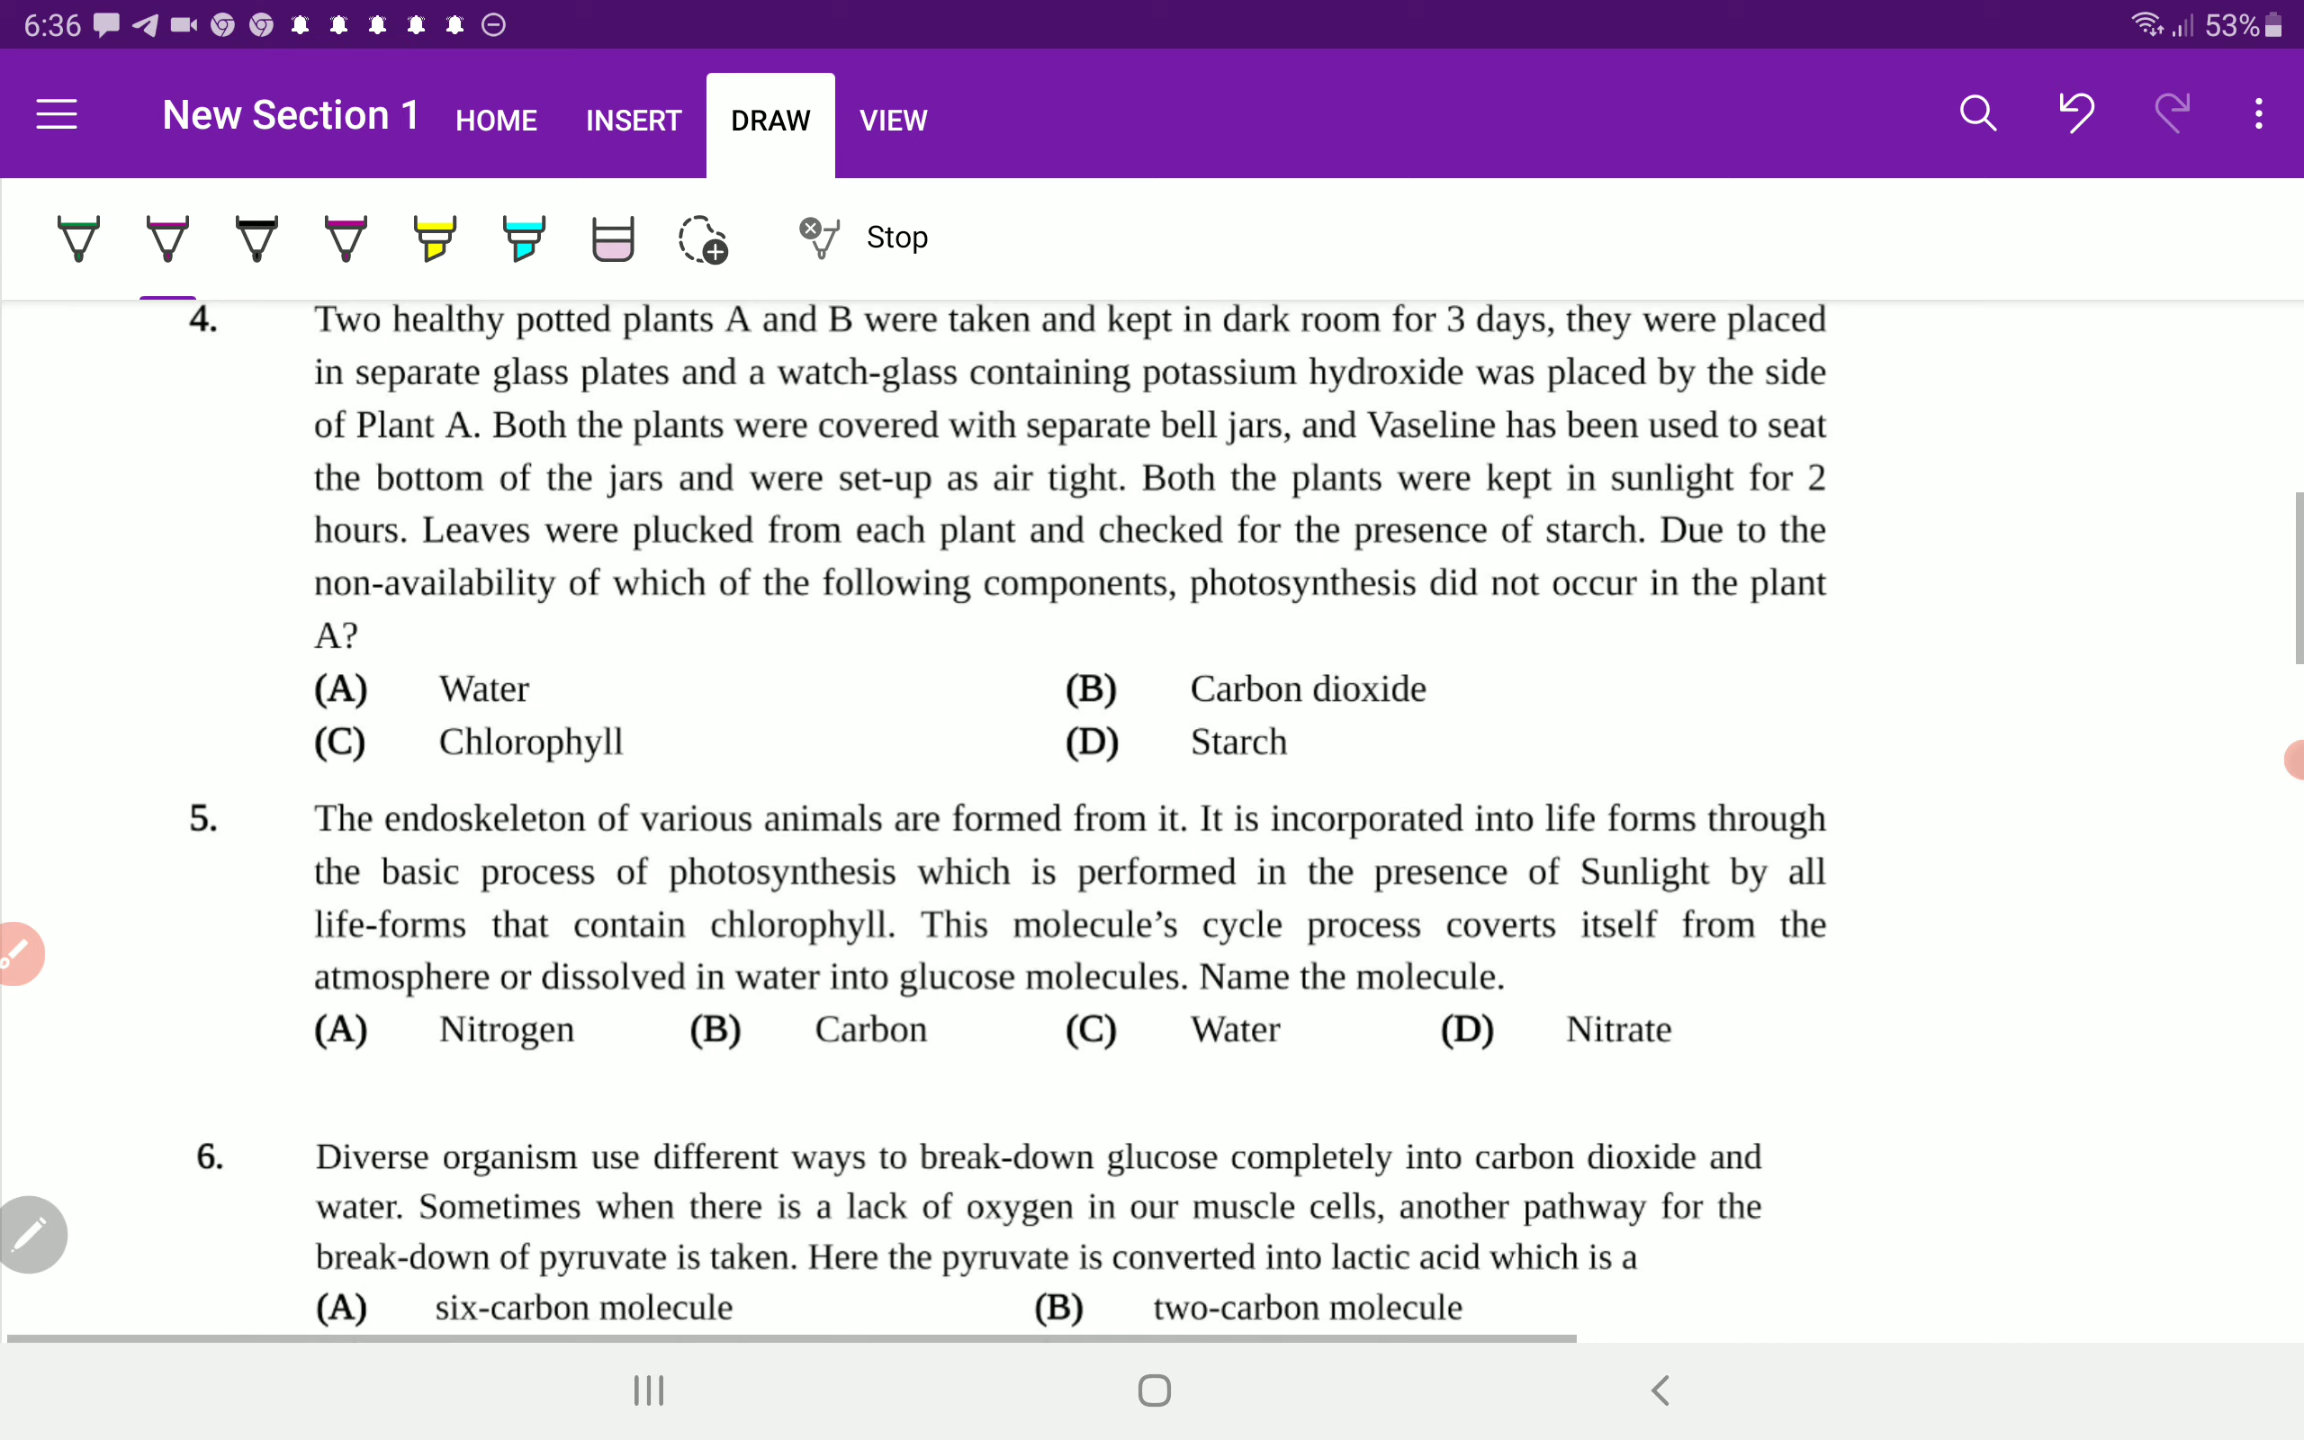 6:36 53%
New Section 1 HOME INSERT DRAW VIEW
Stop
4. Two healthy potted plants A and B were taken and kept in dark room for 3 days, they were placed
in separate glass plates and a watch-glass containing potassium hydroxide was placed by the side
of Plant A. Both the plants were covered with separate bell jars, and Vaseline has been used to seat
the bottom of the jars and were set-up as air tight. Both the plants were kept in sunlight for 2
hours. Leaves were plucked from each plant and checked for the presence of starch. Due to the
non-availability of which of the following components, photosynthesis did not occur in the plant
A?
(A) Water (B) Carbon dioxide
(C) Chlorophyll (D) Starch
5. The endoskeleton of various animals are formed from it. It is incorporated into life forms through
the basic process of photosynthesis which is performed in the presence of Sunlight by all
life-forms that contain chlorophyll. This molecule’s cycle process coverts itself from the
atmosphere or dissolved in water into glucose molecules. Name the molecule.
(A) Nitrogen (B) Carbon (C) Water (D) Nitrate
6. Diverse organism use different ways to break-down glucose completely into carbon dioxide and
water. Sometimes when there is a lack of oxygen in our muscle cells, another pathway for the
break-down of pyruvate is taken. Here the pyruvate is converted into lactic acid which is a
(A) six-carbon molecule (B) two-carbon molecule